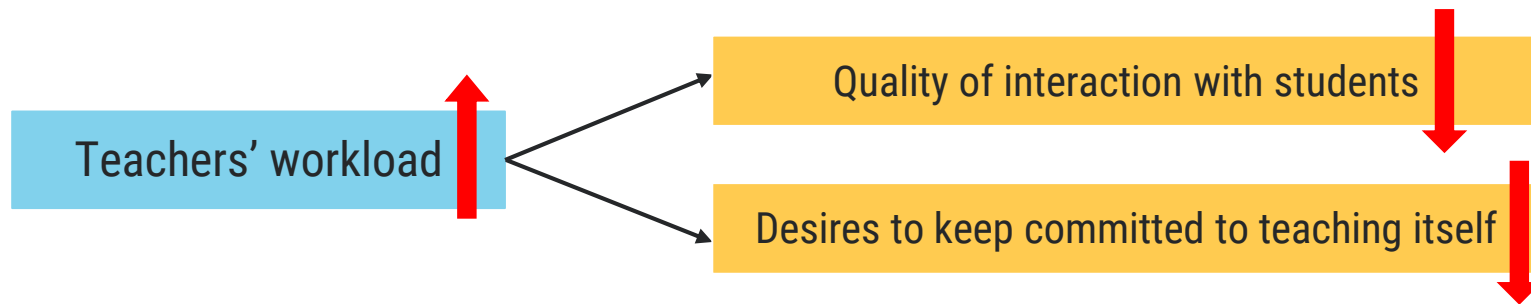 Quality of interaction with students
Teachers’ workload
Desires to keep committed to teaching itself